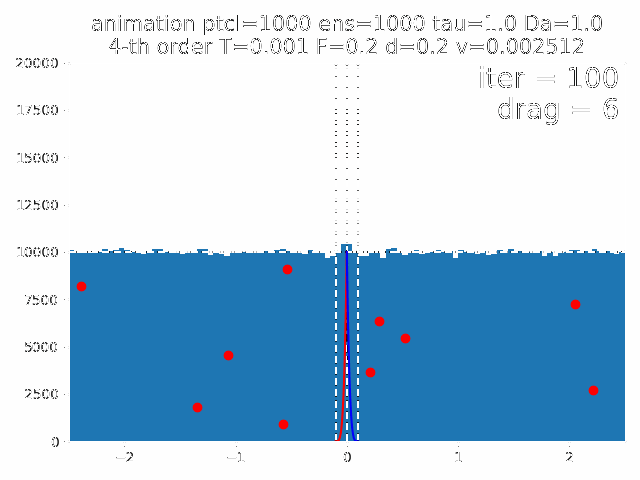 animation ptcl=1000 ens=1000 tau=1.0 Da=1.0
4-th order T=0.001 F=0.2 d=0.2 v=0.002512
iter = 100
drag = 6
20000
17500
15000
12500
10000
7500
5000
2500
0
−2 −1 0 1 2